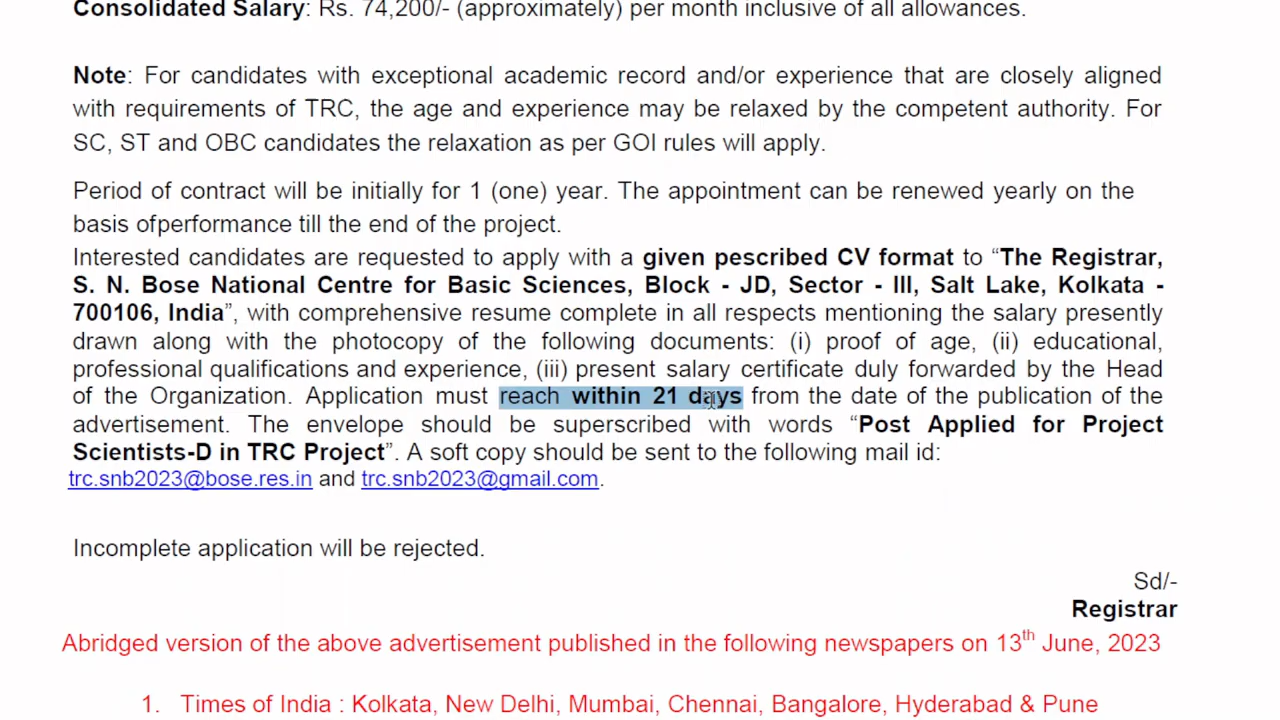 Consolidated Salary: Rs. 74,200/- (approximately) per month inclusive of all allowances.
Note: For candidates with exceptional academic record and/or experience that are closely aligned
with requirements of TRC, the age and experience may be relaxed by the competent authority. For
SC, ST and OBC candidates the relaxation as per GOI rules will apply.
Period of contract will be initially for 1 (one) year. The appointment can be renewed yearly on the
basis ofperformance till the end of the project.
Interested candidates are requested to apply with a given pescribed CV format to “The Registrar,
S. N. Bose National Centre for Basic Sciences, Block - JD, Sector - III, Salt Lake, Kolkata -
700106, India”, with comprehensive resume complete in all respects mentioning the salary presently
drawn along with the photocopy of the following documents: (i) proof of age, (ii) educational,
professional qualifications and experience, (iii) present salary certificate duly forwarded by the Head
of the Organization. Application must reach within 21 days from the date of the publication of the
advertisement. The envelope should be superscribed with words “Post Applied for Project
Scientists-D in TRC Project”. A soft copy should be sent to the following mail id:
trc.snb2023@bose.res.in and trc.snb2023@gmail.com.
Incomplete application will be rejected.
Sd/-
Registrar
Abridged version of the above advertisement published in the following newspapers on 13th June, 2023
1. Times of India : Kolkata, New Delhi, Mumbai, Chennai, Bangalore, Hyderabad & Pune